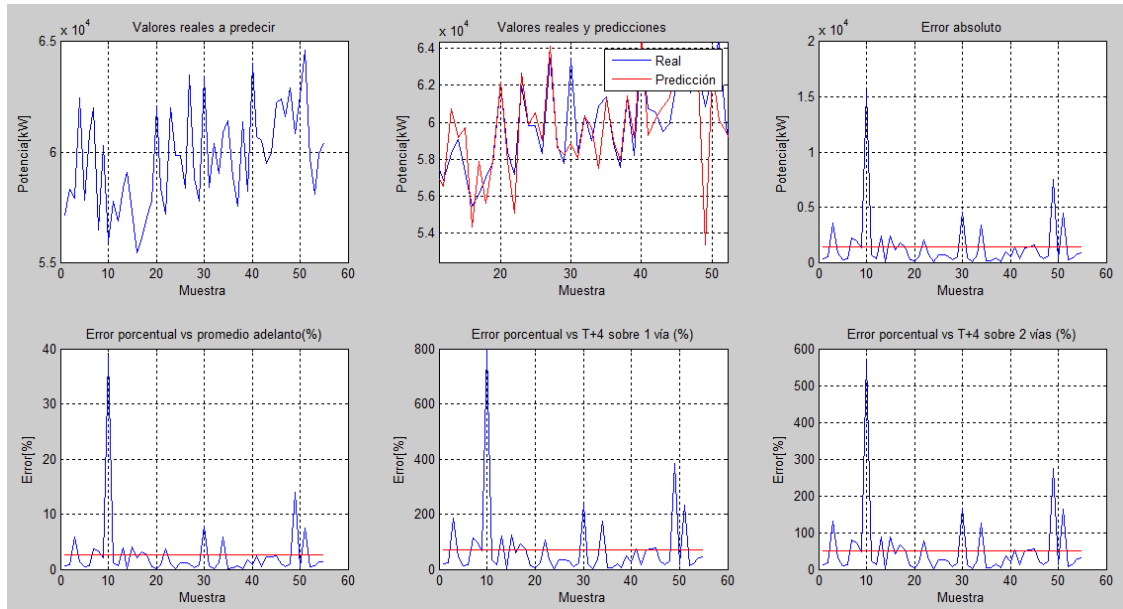 Valores reales a predecir
x 10⁴
6.5
6
5.5
Potencia[kW]
0 10 20 30 40 50 60
Muestra
Valores reales y predicciones
x 10⁴
6.4
6.2
6
5.8
5.6
5.4
Potencia[kW]
20 30 40 50
Muestra
Real
Predicción
Error absoluto
x 10⁴
2
1.5
1
0.5
0
Potencia[kW]
0 10 20 30 40 50 60
Muestra
Error porcentual vs promedio adelanto(%)
40
30
20
10
0
Error[%]
0 10 20 30 40 50 60
Muestra
Error porcentual vs T+4 sobre 1 vía (%)
800
600
400
200
0
Error[%]
0 10 20 30 40 50 60
Muestra
Error porcentual vs T+4 sobre 2 vías (%)
600
500
400
300
200
100
0
Error[%]
0 10 20 30 40 50 60
Muestra